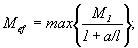 M_ef = max{M_1 / (1 + a/l)};